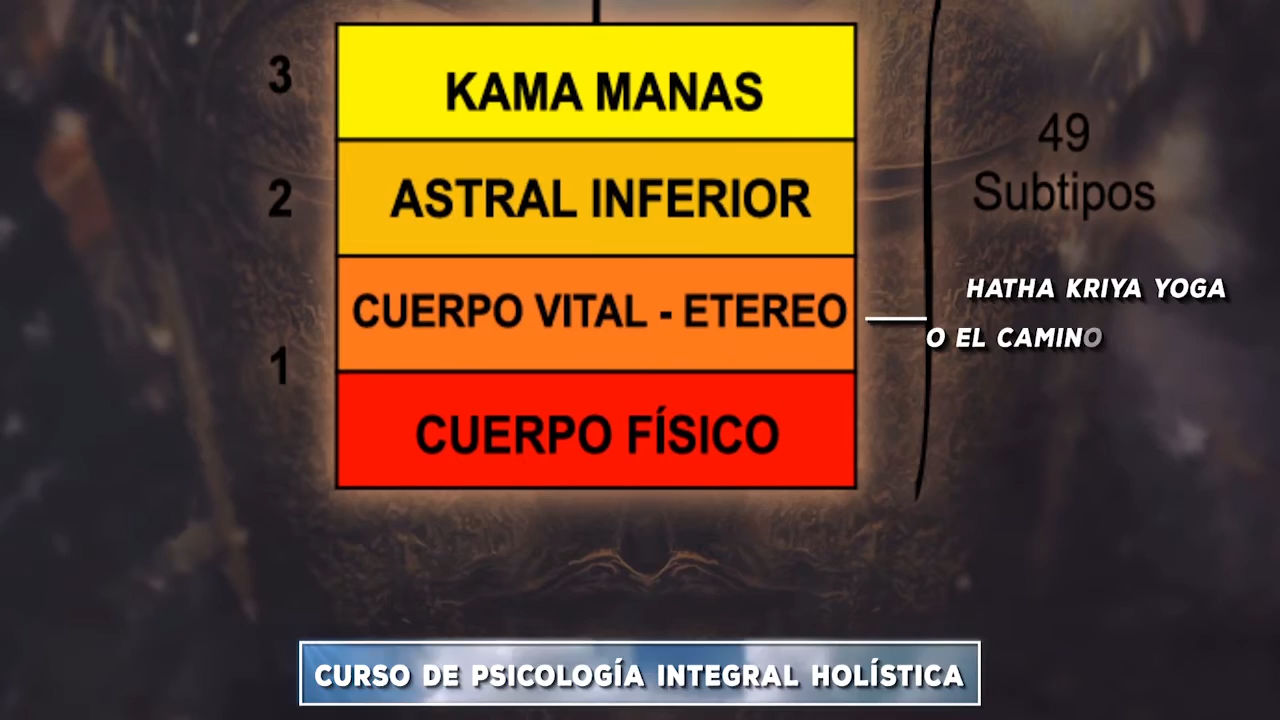 3
KAMA MANAS
2
ASTRAL INFERIOR
49
Subtipos
CUERPO VITAL - ETEREO
HATHA KRIYA YOGA
O EL CAMINO
1
CUERPO FÍSICO
CURSO DE PSICOLOGÍA INTEGRAL HOLÍSTICA